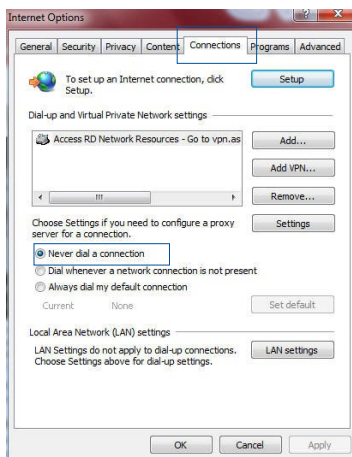 Internet Options
General Security Privacy Content Connections Programs Advanced
To set up an Internet connection, click
Setup.
Setup
Dial-up and Virtual Private Network settings
Access RD Network Resources - Go to vpn.as
Add...
Add VPN...
Remove...
Choose Settings if you need to configure a proxy
server for a connection.
Settings
Never dial a connection
Dial whenever a network connection is not present
Always dial my default connection
Current None
Set default
Local Area Network (LAN) settings
LAN Settings do not apply to dial-up connections.
Choose Settings above for dial-up settings.
LAN settings
OK Cancel Apply